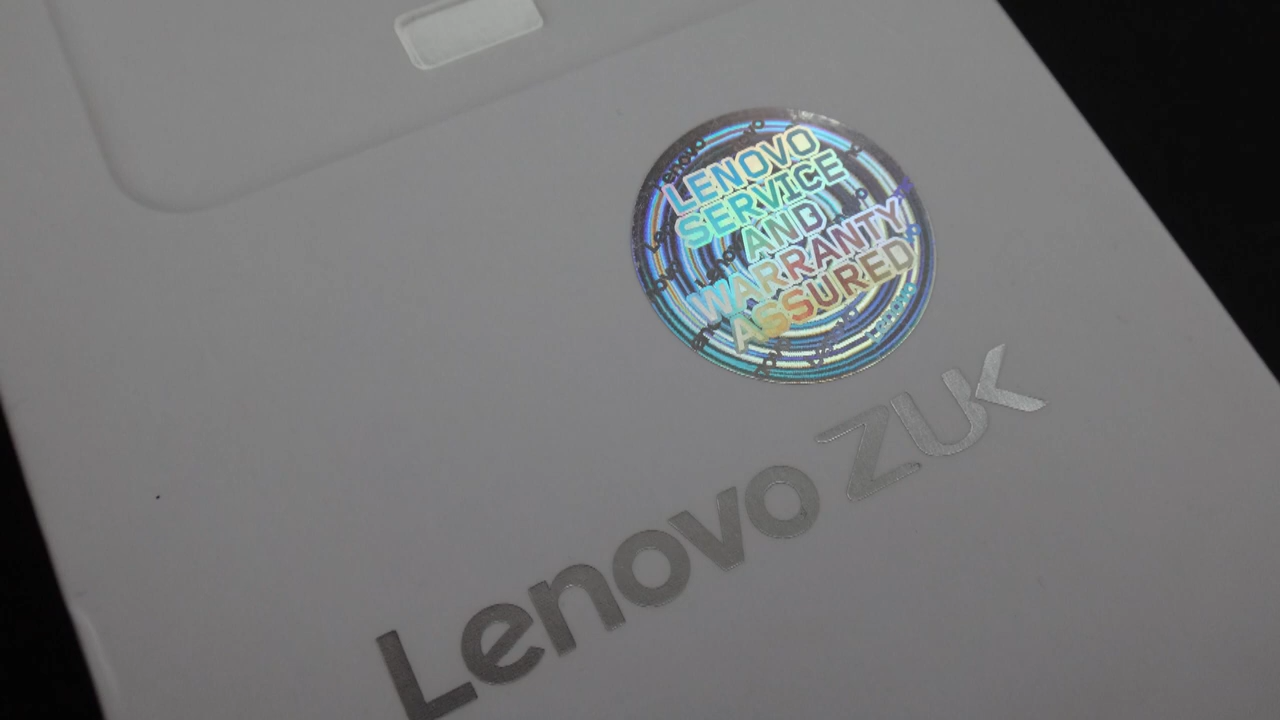 LENOVO
SERVICE
AND
WARRANTY
ASSURED
Lenovo ZUK